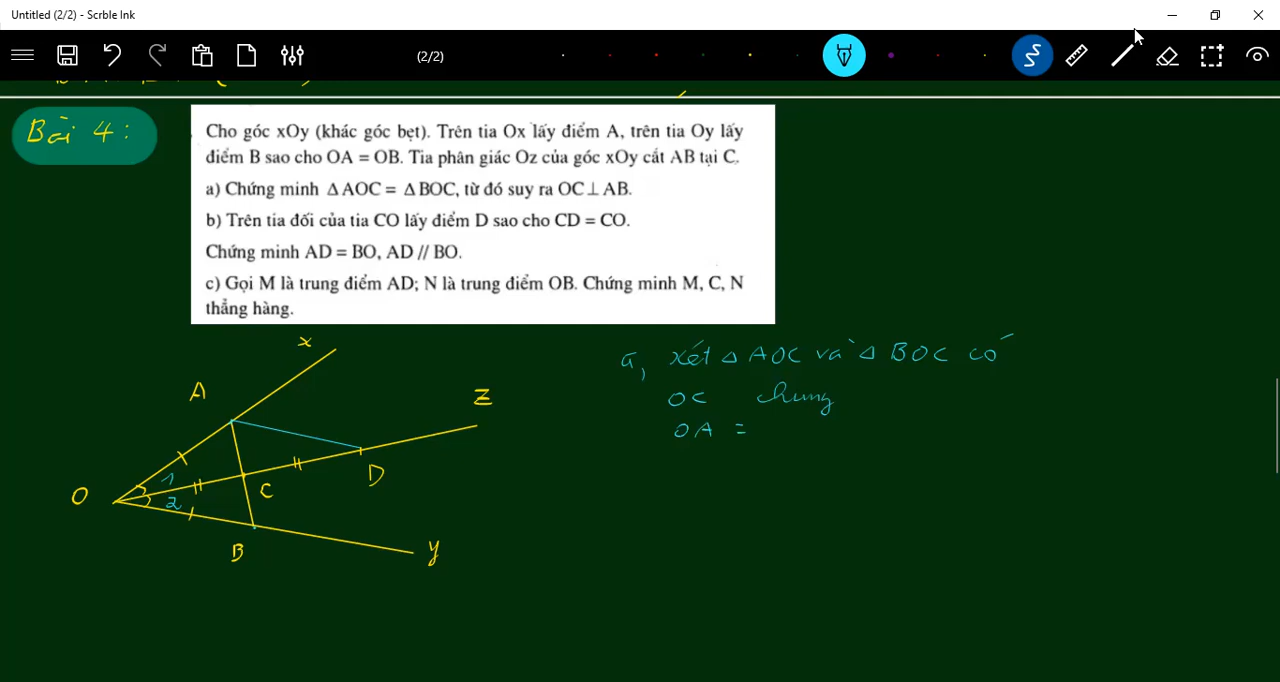 Untitled (2/2) - Scrble Ink
(2/2)
Bài 4 :
Cho góc xOy (khác góc bẹt). Trên tia Ox lấy điểm A, trên tia Oy lấy
điểm B sao cho OA = OB. Tia phân giác Oz của góc xOy cắt AB tại C.
a) Chứng minh Δ AOC = Δ BOC, từ đó suy ra OC ⊥ AB.
b) Trên tia đối của tia CO lấy điểm D sao cho CD = CO.
Chứng minh AD = BO, AD // BO.
c) Gọi M là trung điểm AD; N là trung điểm OB. Chứng minh M, C, N
thẳng hàng.
x
A
z
O
1
2
C
D
B
y
a, xét Δ AOC và Δ BOC có
OC chung
OA =